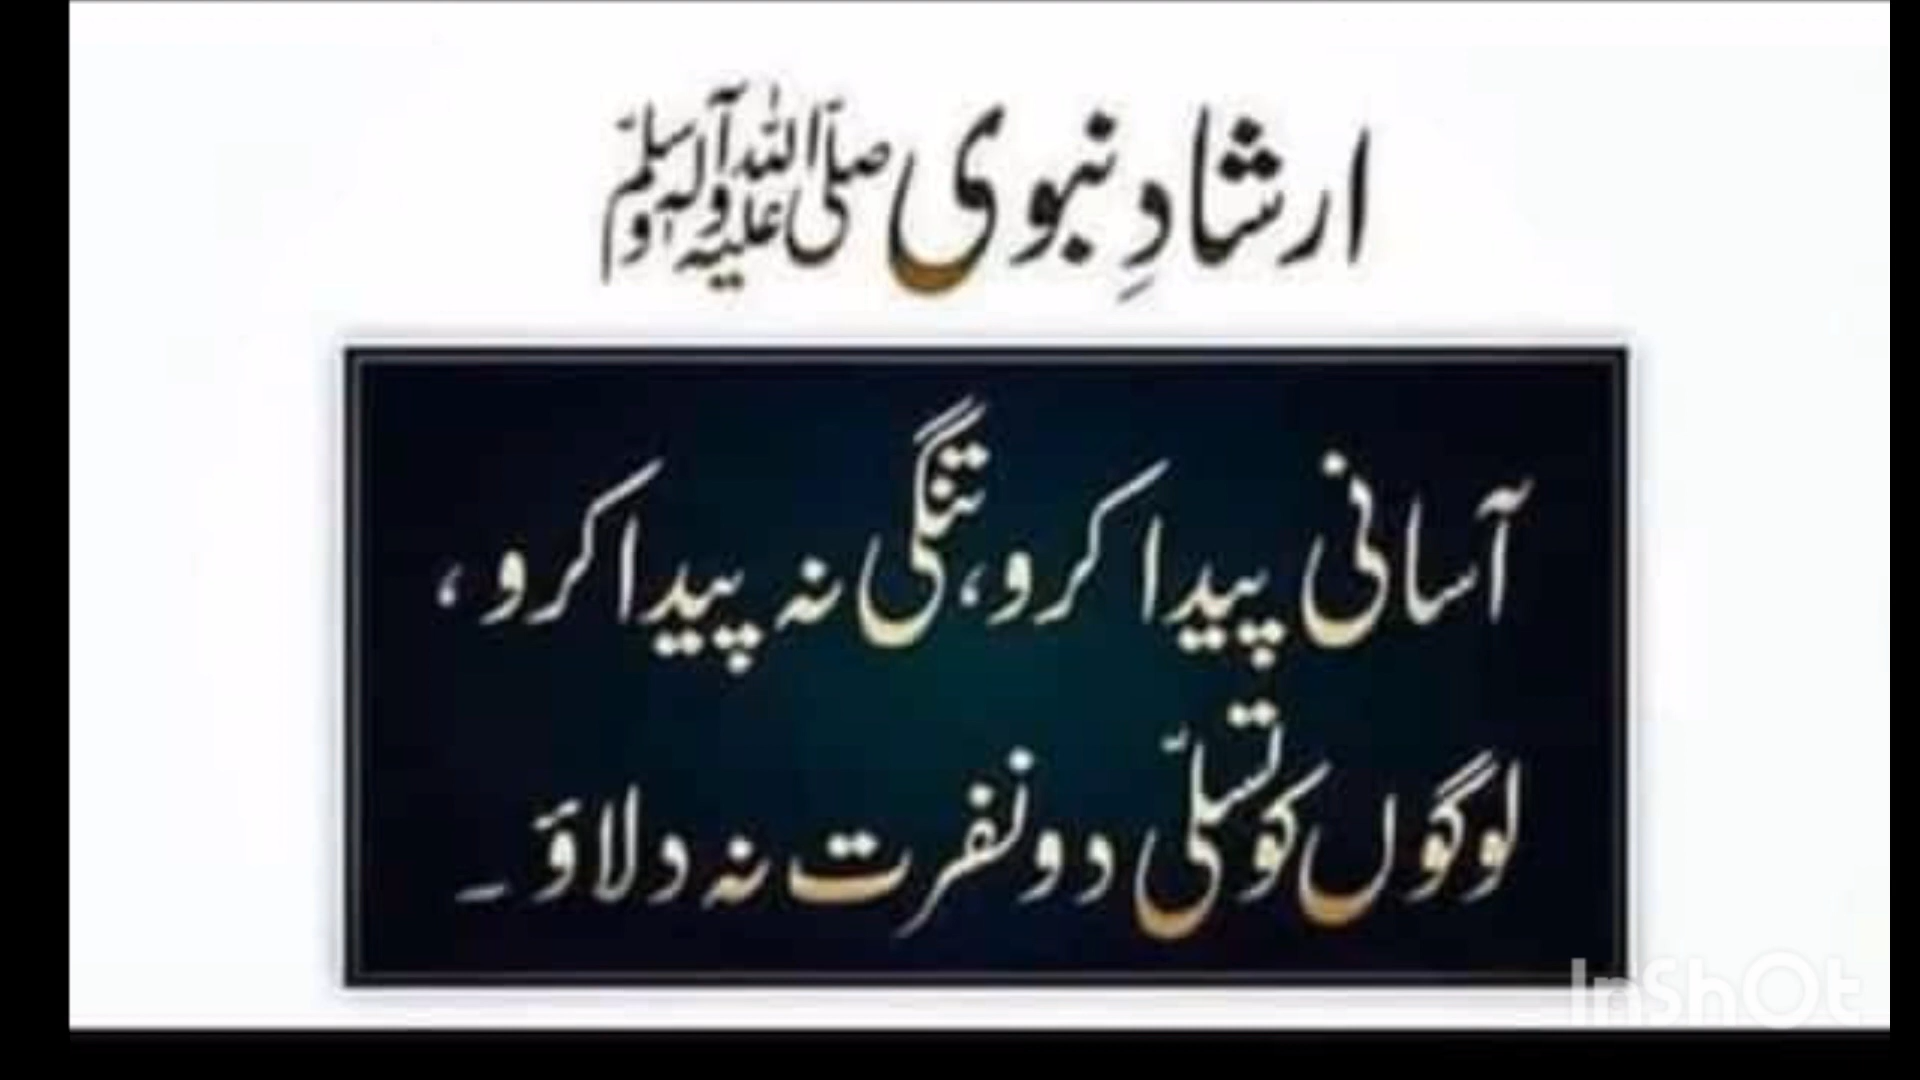 ارشادِ نبوی صلی اللہ علیہ وآلہ وسلم
آسانی پیدا کرو، تنگی نہ پیدا کرو،
لوگوں کو تسلّی دو نفرت نہ دلاؤ۔
InShOt